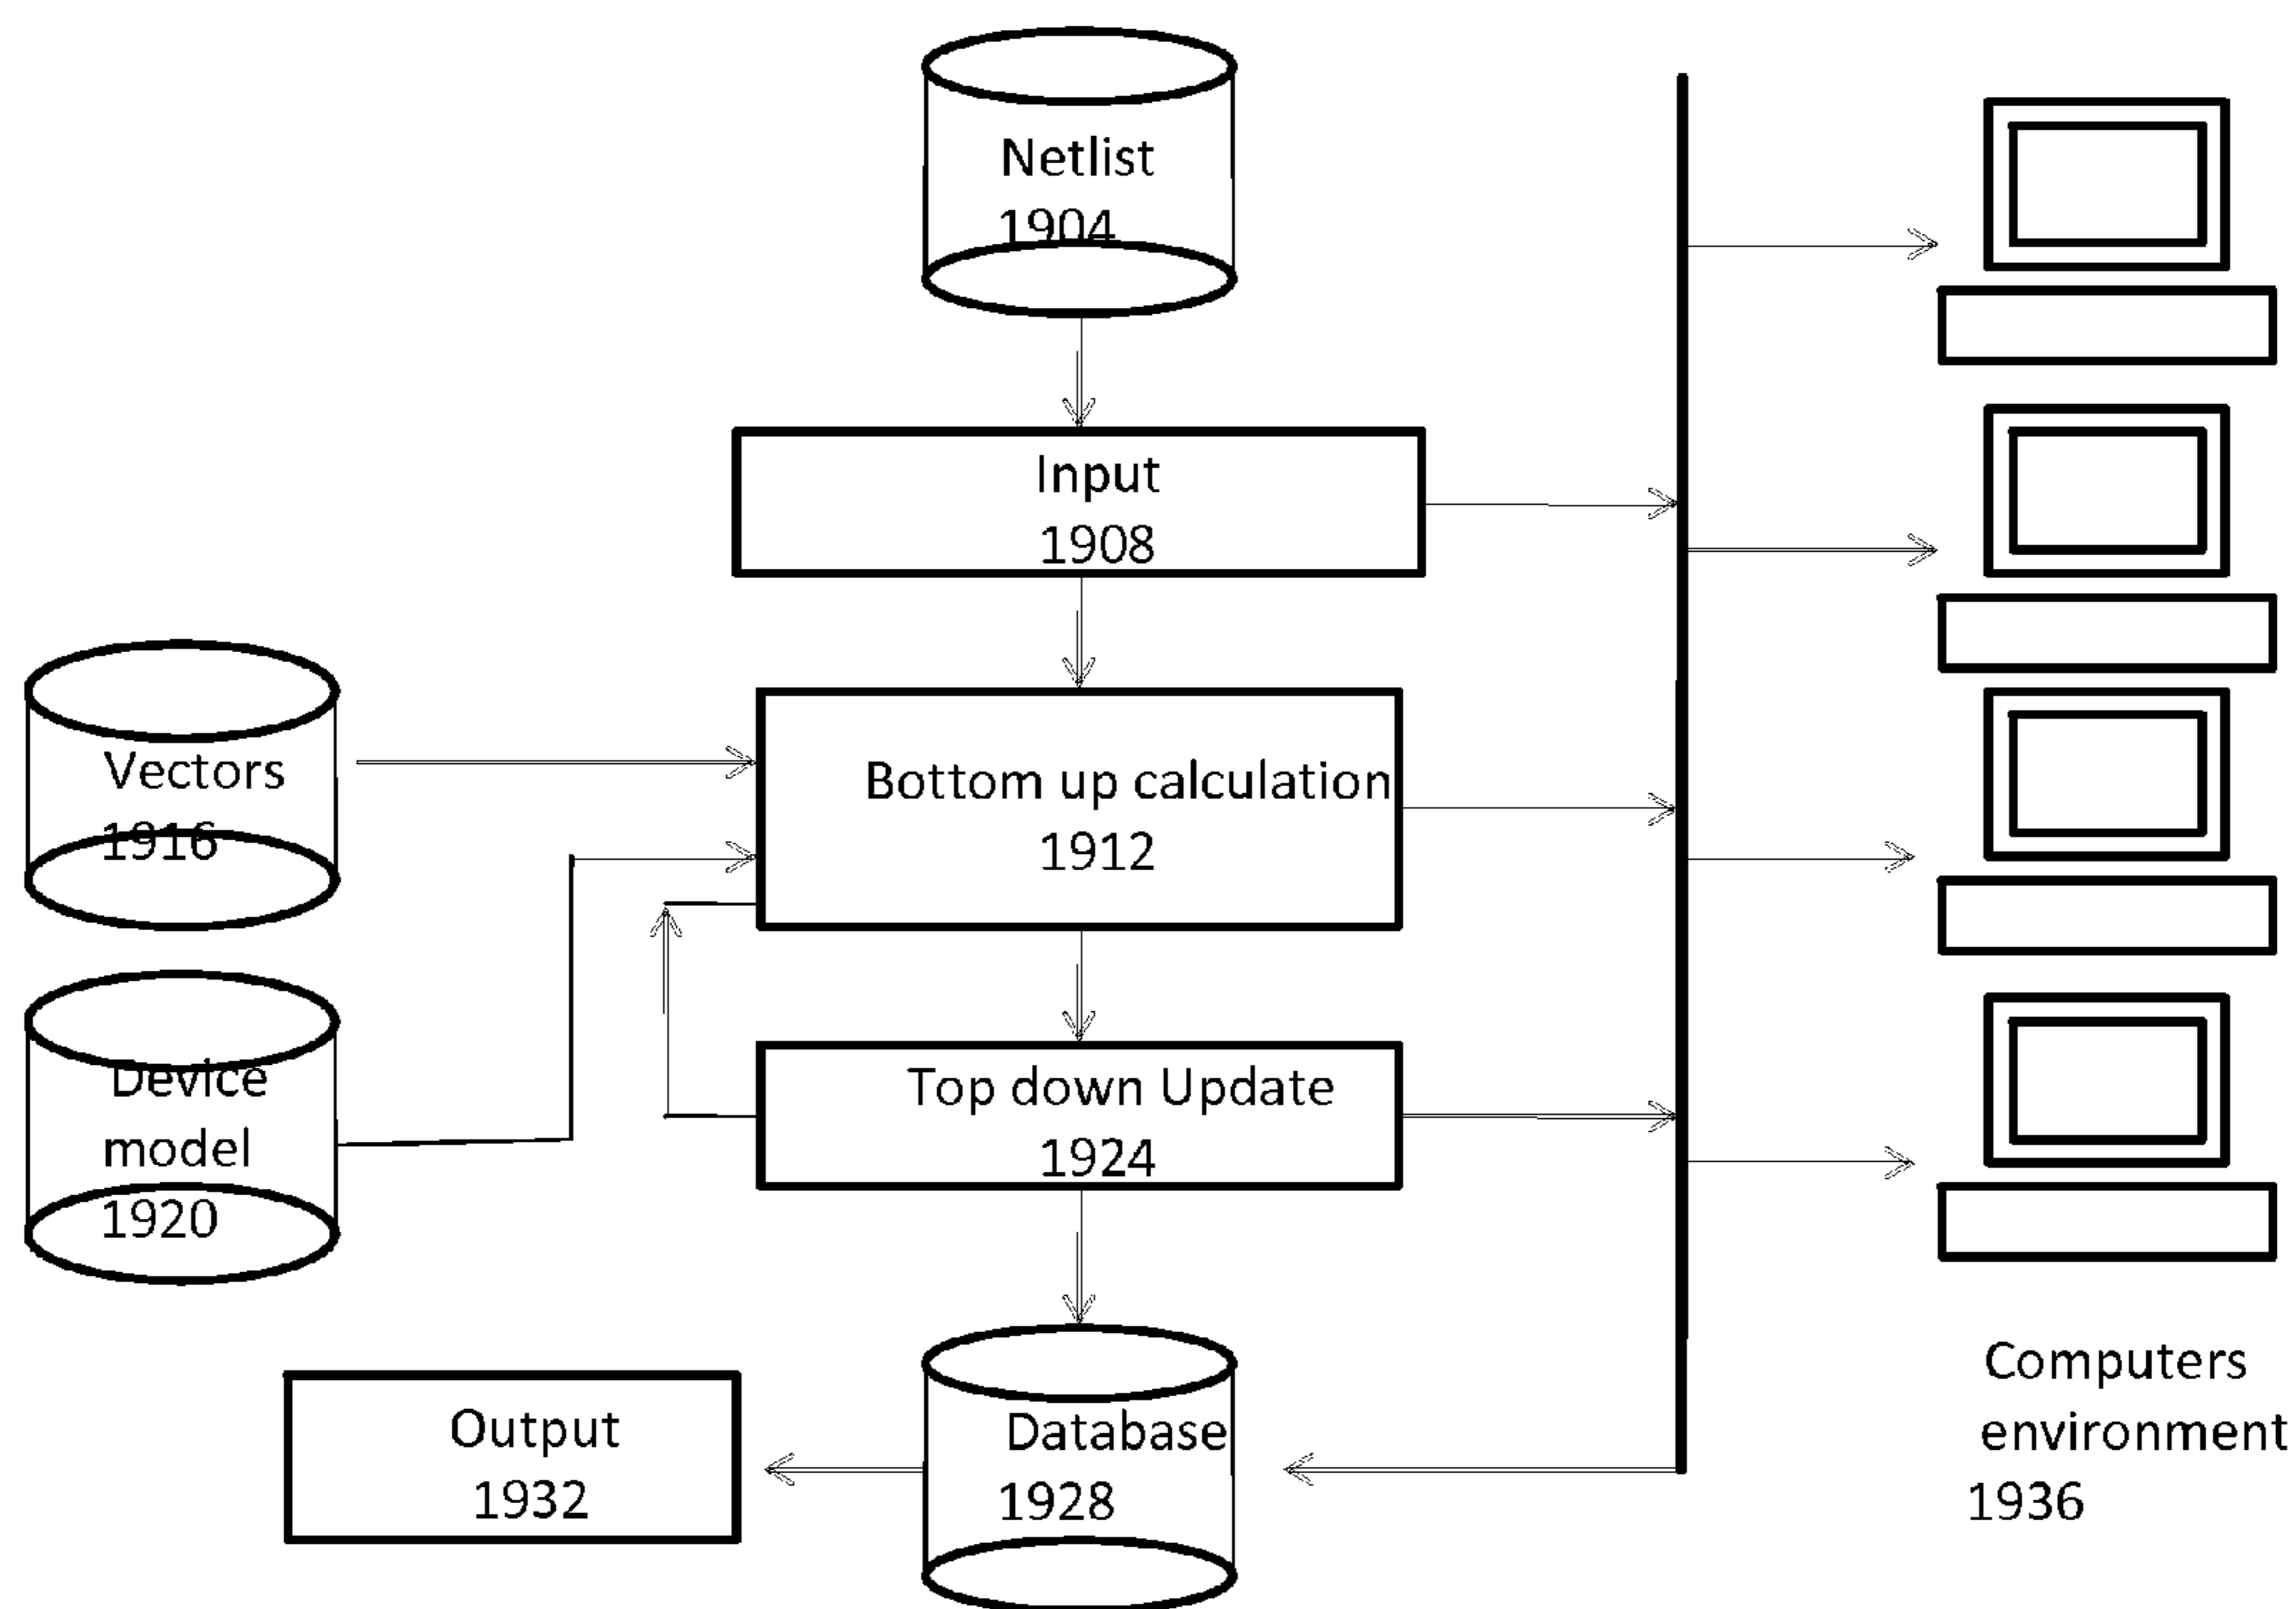 Netlist
1904
Input
1908
Vectors
1916
Bottom up calculation
1912
Device
model
1920
Top down Update
1924
Output
1932
Database
1928
Computers
environment
1936